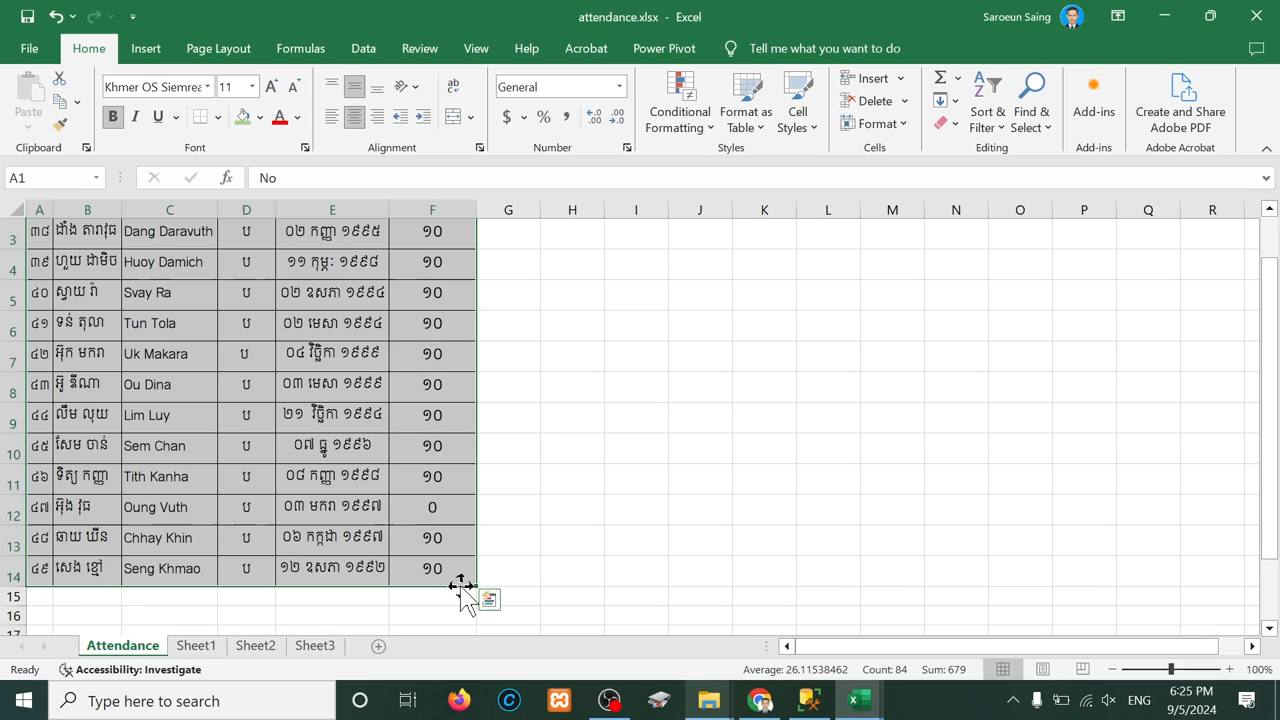 attendance.xlsx - Excel
Saroeun Saing
File Home Insert Page Layout Formulas Data Review View Help Acrobat Power Pivot Tell me what you want to do
Paste
Clipboard
Khmer OS Siemrea 11
B I U
Font
Alignment
General
$ %
Number
Conditional Formatting
Format as Table
Cell Styles
Styles
Insert
Delete
Format
Cells
Sort & Filter
Find & Select
Editing
Add-ins
Add-ins
Create and Share Adobe PDF
Adobe Acrobat
A1 fx No
A B C D E F G H I J K L M N O P Q R
3 ៣៨ ដាំង តារាវុធ Dang Daravuth ប ០២ កញ្ញា ១៩៩៥ ១០
4 ៣៩ ហួយ ដាមិច Huoy Damich ប ១១ កុម្ភៈ ១៩៩៨ ១០
5 ៤០ ស្វាយ រ៉ា Svay Ra ប ០២ ឧសភា ១៩៩៤ ១០
6 ៤១ ទន់ តុលា Tun Tola ប ០២ មេសា ១៩៩៤ ១០
7 ៤២ អ៊ុក មករា Uk Makara ប ០៤ វិច្ឆិកា ១៩៩៩ ១០
8 ៤៣ អ៊ូ ឌីណា Ou Dina ប ០៣ មេសា ១៩៩៩ ១០
9 ៤៤ លឹម លុយ Lim Luy ប ២១ វិច្ឆិកា ១៩៩៤ ១០
10 ៤៥ សែម ចាន់ Sem Chan ប ០៧ ធ្នូ ១៩៩៦ ១០
11 ៤៦ ទិត្យ កញ្ញា Tith Kanha ប ០៨ កញ្ញា ១៩៩៨ ១០
12 ៤៧ អ៊ុង វុធ Oung Vuth ប ០៣ មករា ១៩៩៧ ០
13 ៤៨ ឆាយ ឃីន Chhay Khin ប ០៦ កក្កដា ១៩៩៧ ១០
14 ៤៩ សេង ខ្មៅ Seng Khmao ប ១២ ឧសភា ១៩៩២ ១០
15
16
17
Attendance Sheet1 Sheet2 Sheet3
Ready Accessibility: Investigate Average: 26.11538462 Count: 84 Sum: 679 100%
Type here to search
ENG
6:25 PM
9/5/2024